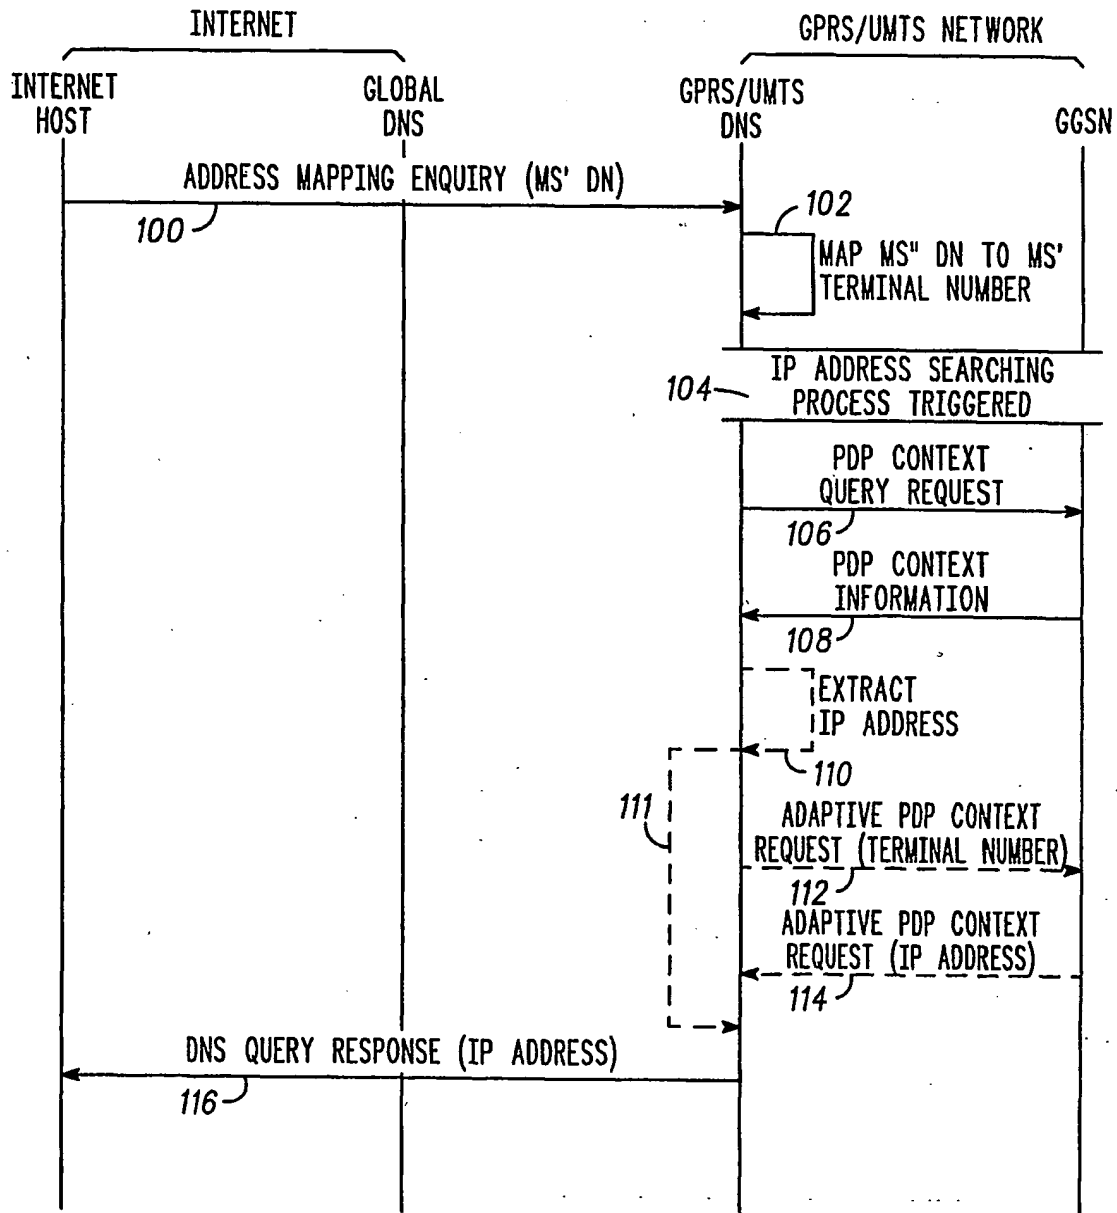 INTERNET
GPRS/UMTS NETWORK
INTERNET
HOST
GLOBAL
DNS
GPRS/UMTS
DNS
GGSN
ADDRESS MAPPING ENQUIRY (MS' DN)
100
102
MAP MS" DN TO MS'
TERMINAL NUMBER
104
IP ADDRESS SEARCHING
PROCESS TRIGGERED
PDP CONTEXT
QUERY REQUEST
106
PDP CONTEXT
INFORMATION
108
EXTRACT
IP ADDRESS
110
111
ADAPTIVE PDP CONTEXT
REQUEST (TERMINAL NUMBER)
112
ADAPTIVE PDP CONTEXT
REQUEST (IP ADDRESS)
114
DNS QUERY RESPONSE (IP ADDRESS)
116